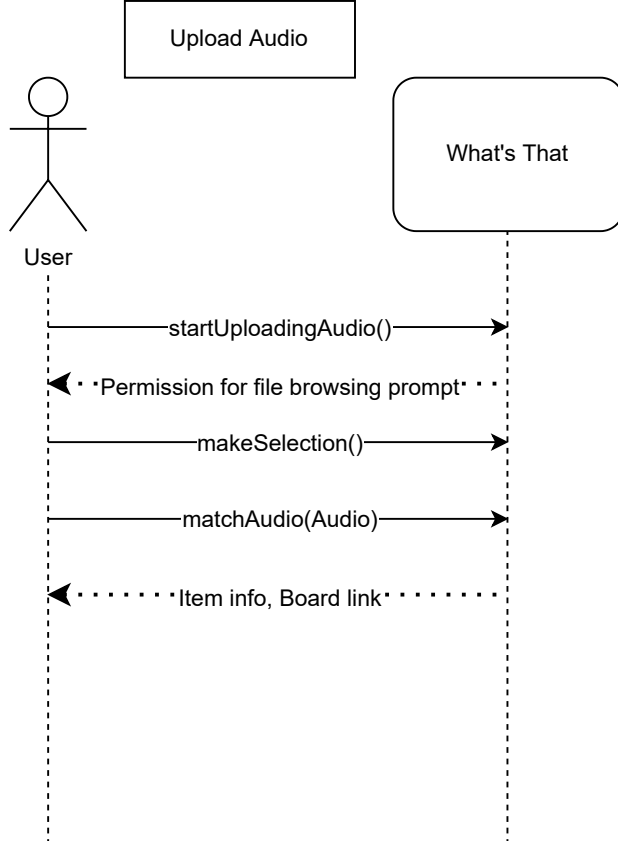 Upload Audio
What's That
User
startUploadingAudio()
Permission for file browsing prompt
makeSelection()
matchAudio(Audio)
Item info, Board link